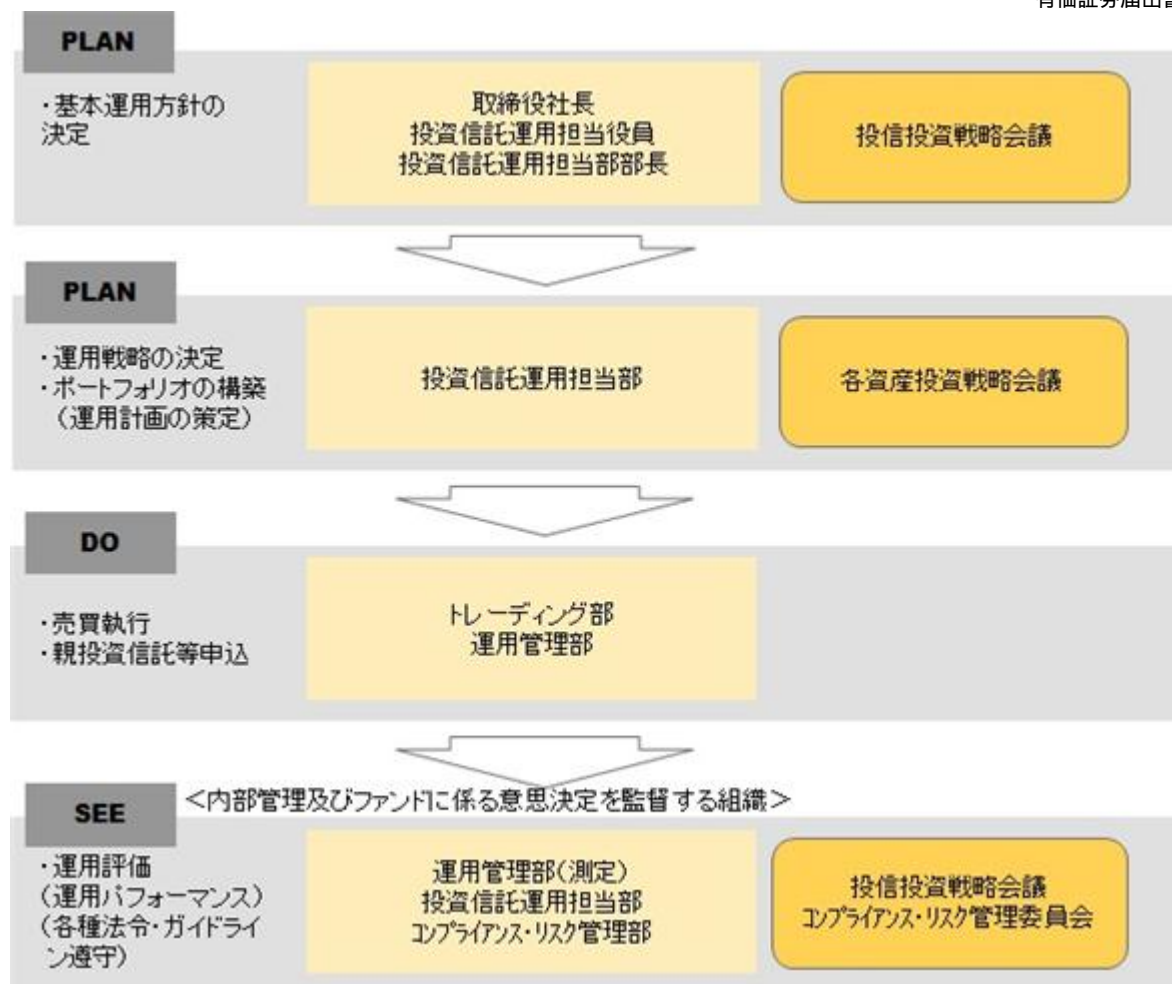 PLAN
・基本運用方針の
決定
取締役社長
投資信託運用担当役員
投資信託運用担当部部長
投信投資戦略会議
PLAN
・運用戦略の決定
・ポートフォリオの構築
（運用計画の策定）
投資信託運用担当部
各資産投資戦略会議
DO
・売買執行
・親投資信託等申込
トレーディング部
運用管理部
SEE
＜内部管理及びファンドに係る意思決定を監督する組織＞
・運用評価
（運用パフォーマンス）
（各種法令・ガイドライ
ン遵守）
運用管理部（測定）
投資信託運用担当部
コンプライアンス・リスク管理部
投信投資戦略会議
コンプライアンス・リスク管理委員会